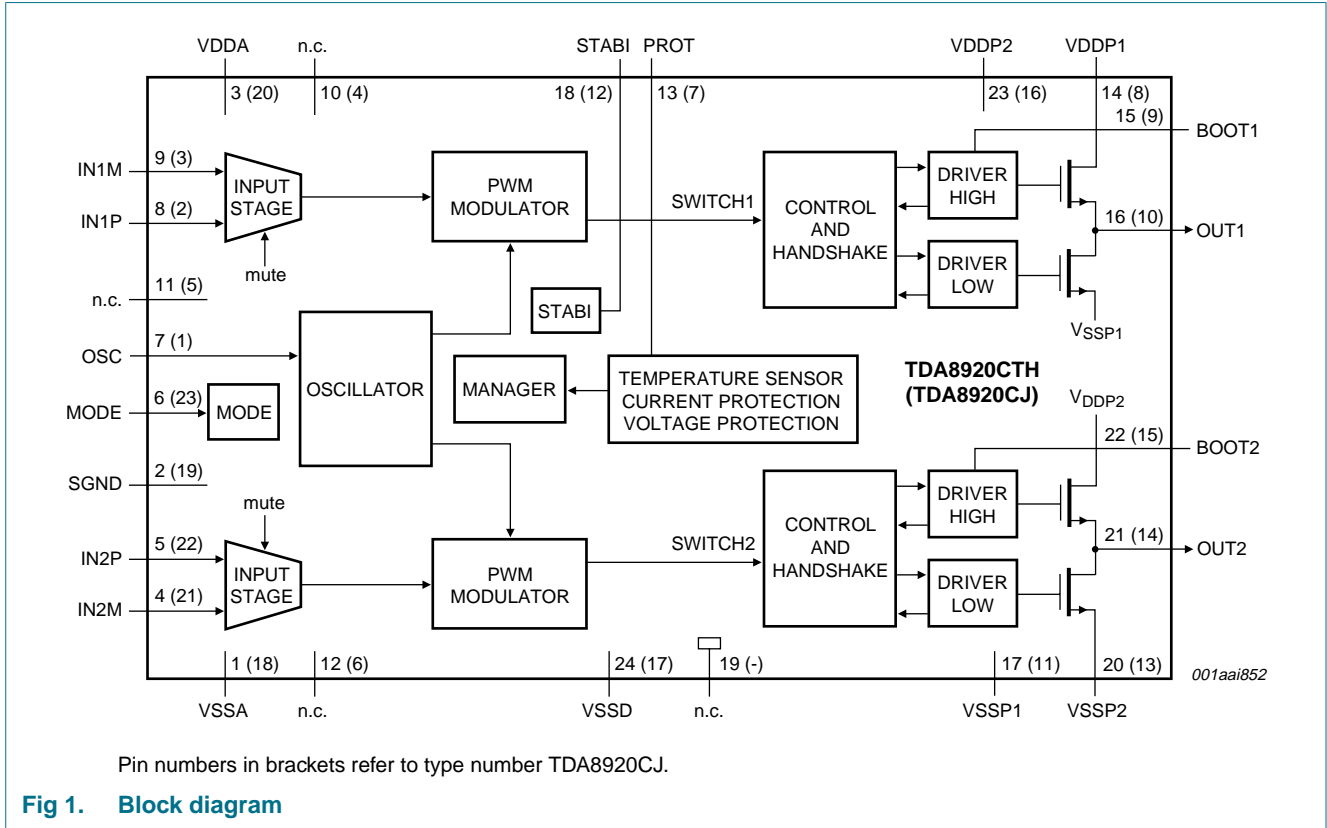 VDDA n.c. STABI PROT VDDP2 VDDP1
3 (20) 10 (4) 18 (12) 13 (7) 23 (16) 14 (8)
15 (9) BOOT1
IN1M 9 (3)
INPUT
STAGE
PWM
MODULATOR
DRIVER
HIGH
IN1P 8 (2)
SWITCH1
CONTROL
AND
HANDSHAKE
16 (10) OUT1
mute
DRIVER
LOW
n.c. 11 (5)
STABI
VSSP1
OSC 7 (1)
OSCILLATOR
MANAGER
TEMPERATURE SENSOR
CURRENT PROTECTION
VOLTAGE PROTECTION
TDA8920CTH
(TDA8920CJ)
MODE 6 (23) MODE
VDDP2
22 (15) BOOT2
SGND 2 (19)
mute
DRIVER
HIGH
IN2P 5 (22)
INPUT
STAGE
PWM
MODULATOR
SWITCH2
CONTROL
AND
HANDSHAKE
21 (14) OUT2
IN2M 4 (21)
DRIVER
LOW
1 (18) 12 (6) 24 (17) 19 (-) 17 (11) 20 (13)
001aai852
VSSA n.c. VSSD n.c. VSSP1 VSSP2
Pin numbers in brackets refer to type number TDA8920CJ.
Fig 1. Block diagram